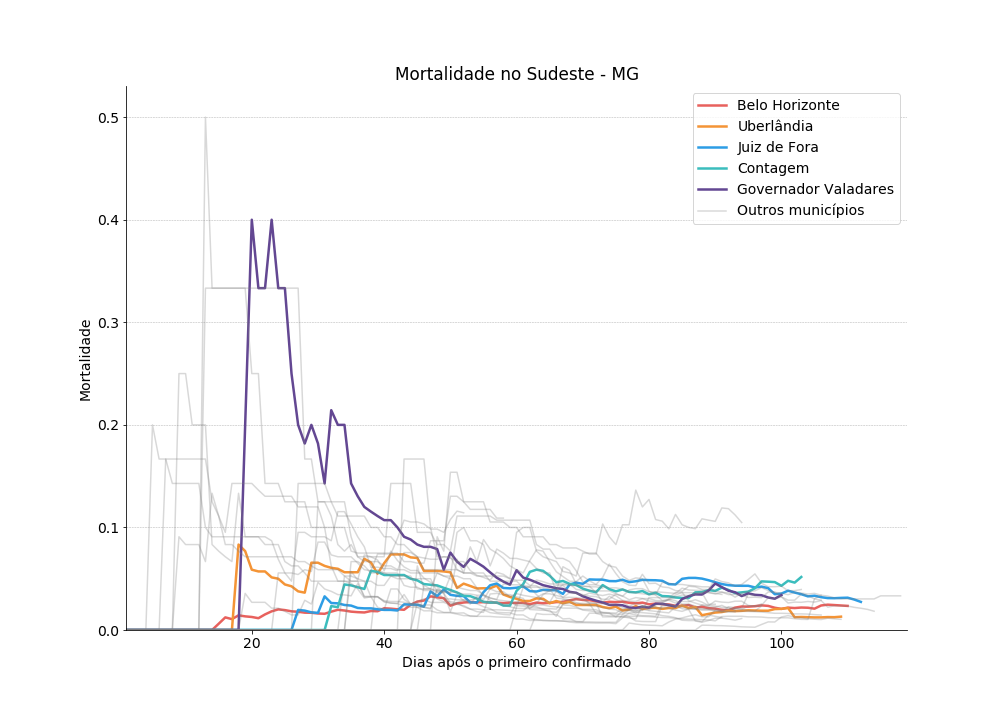 Mortalidade no Sudeste - MG
Belo Horizonte
Uberlândia
Juiz de Fora
Contagem
Governador Valadares
Outros municípios
0.5
0.4
0.3
0.2
0.1
0.0
Mortalidade
20 40 60 80 100
Dias após o primeiro confirmado